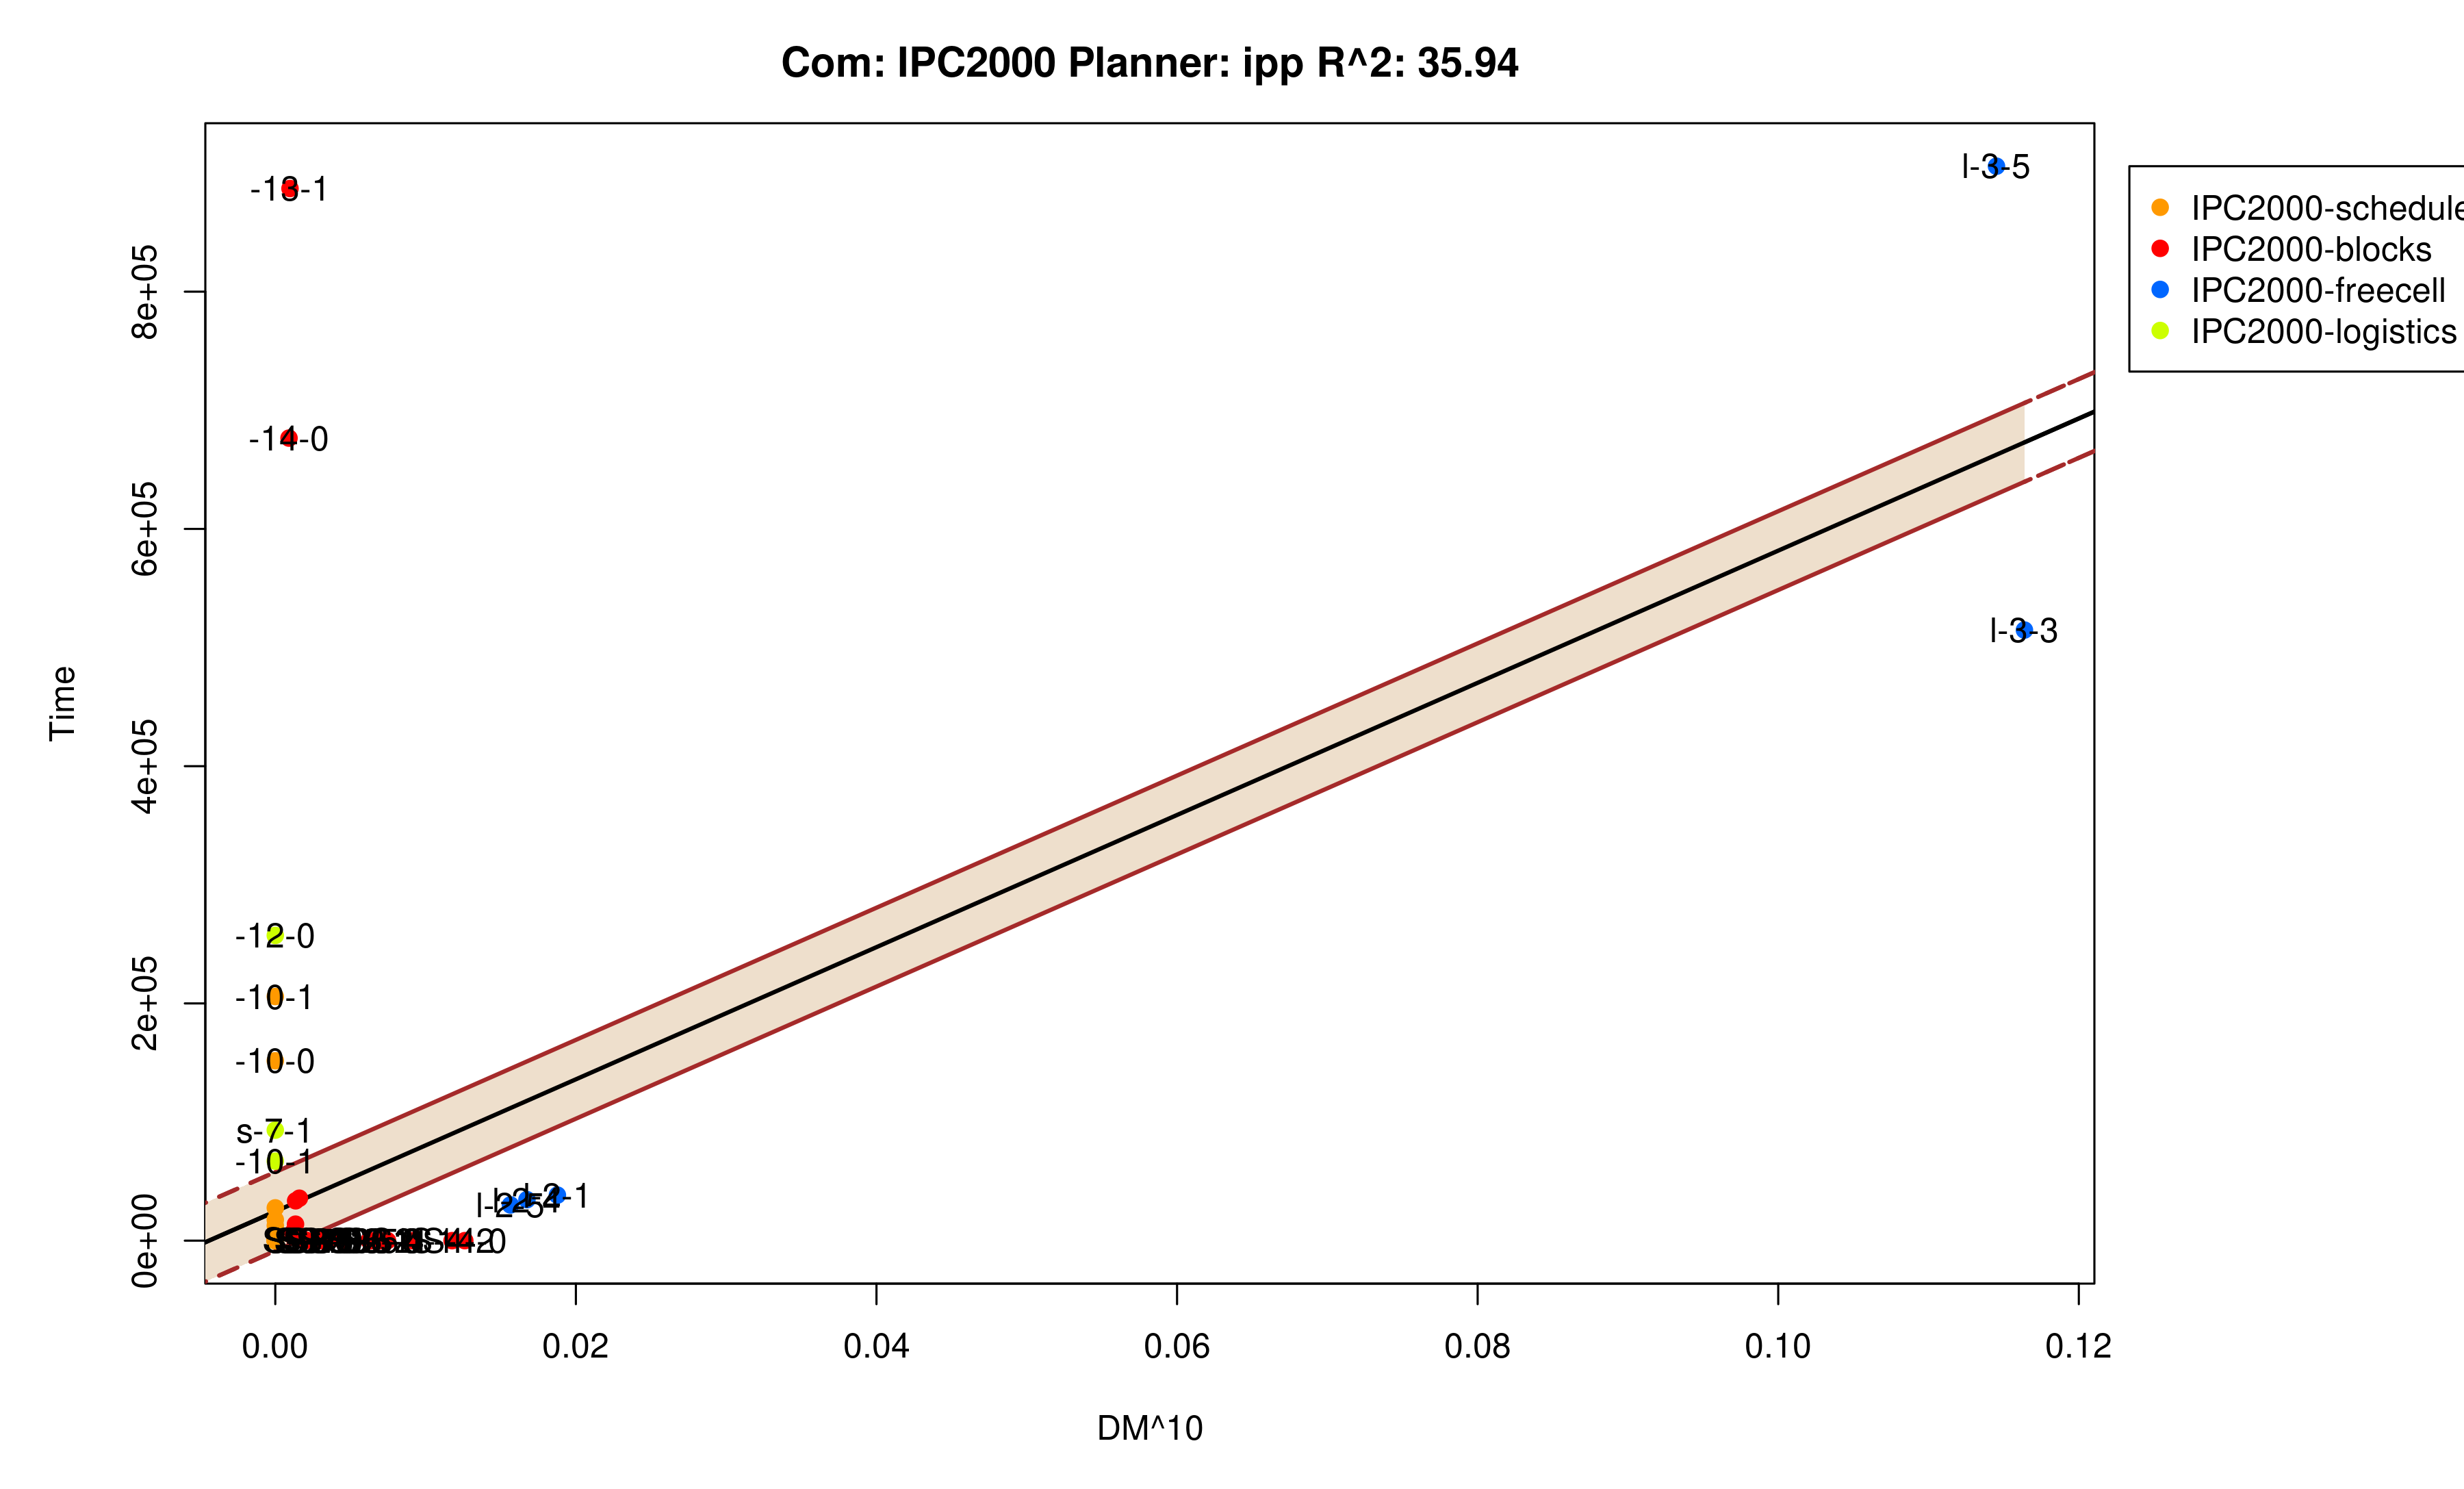 Com: IPC2000 Planner: ipp R^2: 35.94
-13-1
l-3-5
IPC2000-schedule
IPC2000-blocks
IPC2000-freecell
IPC2000-logistics
8e+05
-14-0
6e+05
l-3-3
Time
4e+05
-12-0
2e+05
-10-1
-10-0
s-7-1
-10-1
0e+00
0.00 0.02 0.04 0.06 0.08 0.10 0.12
DM^10